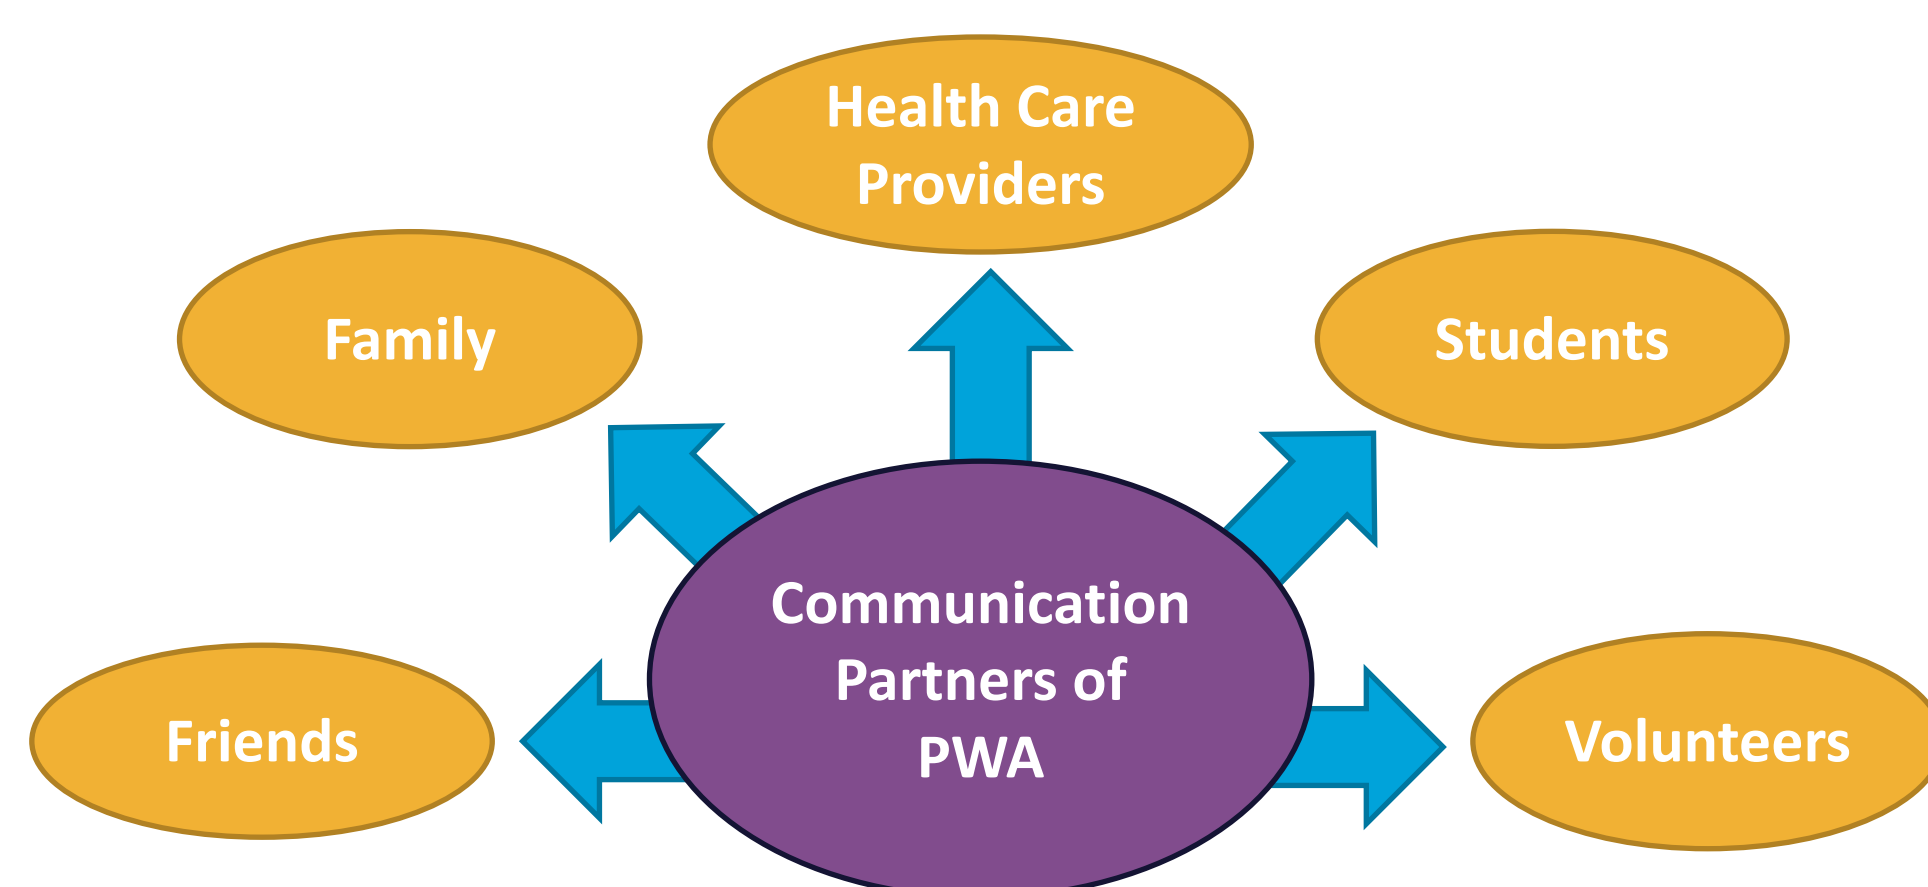 Health Care
Providers
Family
Students
Communication
Partners of
PWA
Friends
Volunteers